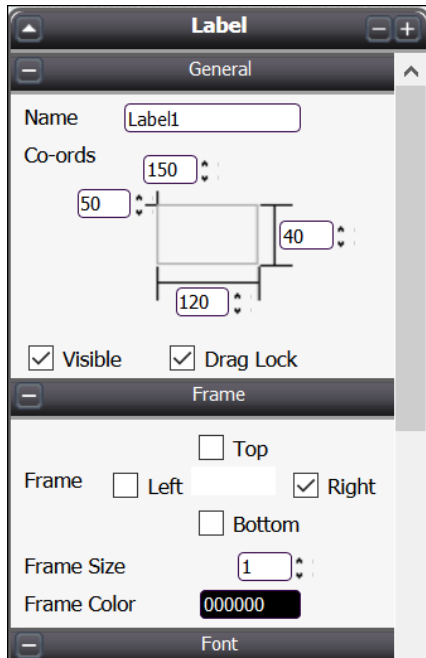 Label
General
Name Label1
Co-ords
150
50
40
120
Visible Drag Lock
Frame
Top
Frame Left Right
Bottom
Frame Size 1
Frame Color 000000
Font